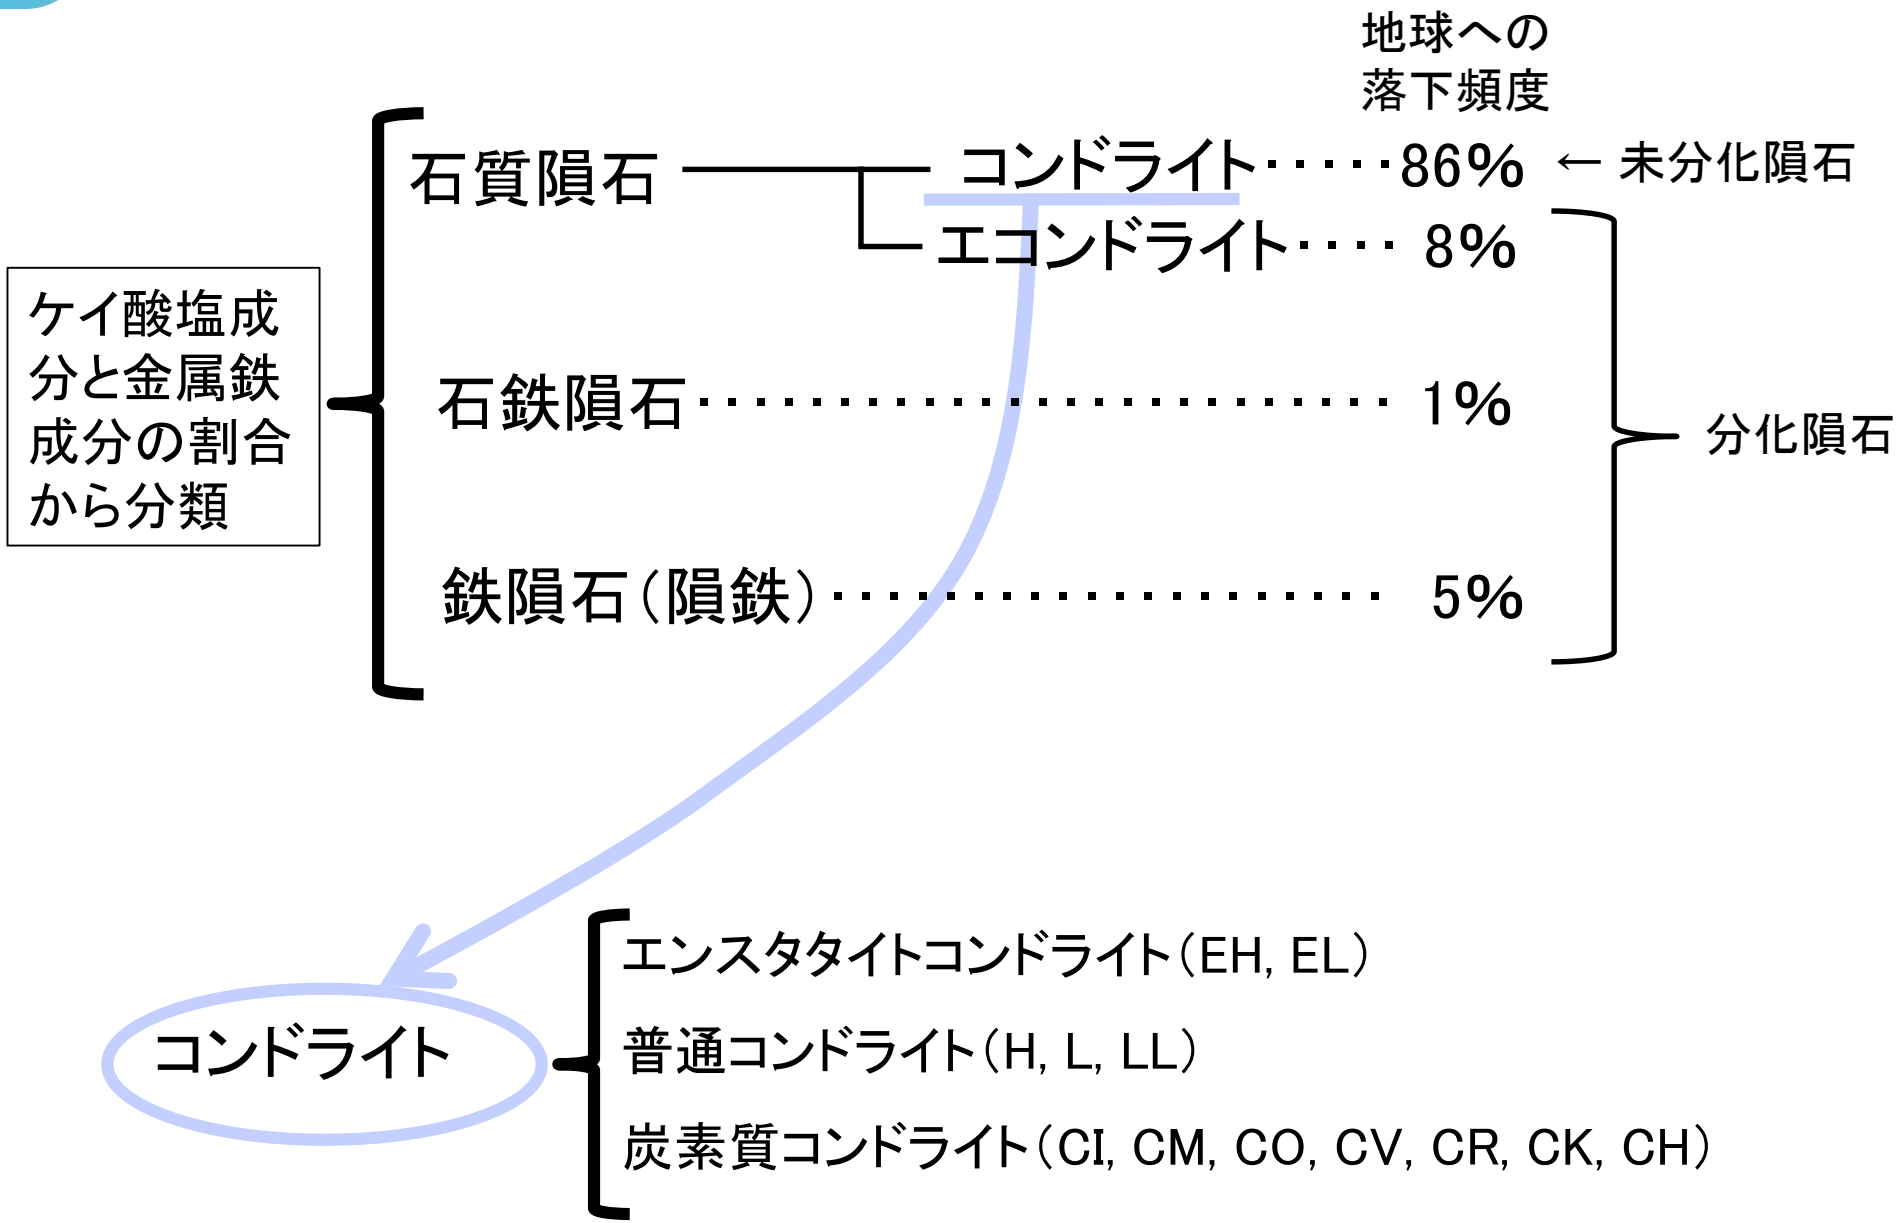 地球への
落下頻度
石質隕石 コンドライト・・・・・86% ← 未分化隕石
エコンドライト・・・・ 8%
ケイ酸塩成
分と金属鉄
成分の割合
から分類
石鉄隕石・・・・・・・・・・・・・・・・・・・・・・・・・ 1%
分化隕石
鉄隕石(隕鉄)・・・・・・・・・・・・・・・・・・・・ 5%
エンスタタイトコンドライト(EH, EL)
コンドライト
普通コンドライト(H, L, LL)
炭素質コンドライト(CI, CM, CO, CV, CR, CK, CH)